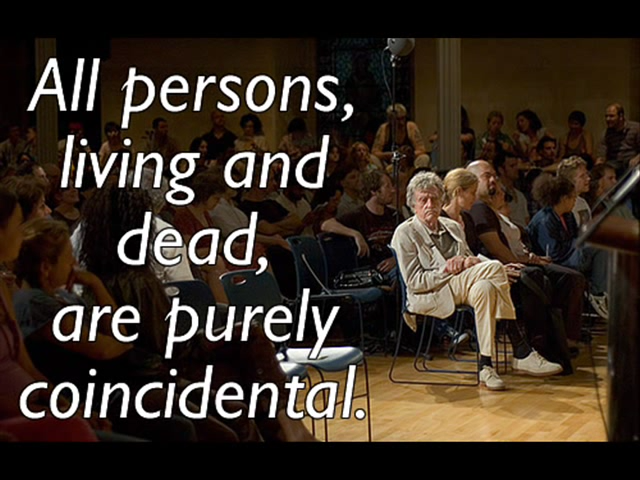 All persons,
living and
dead,
are purely
coincidental.